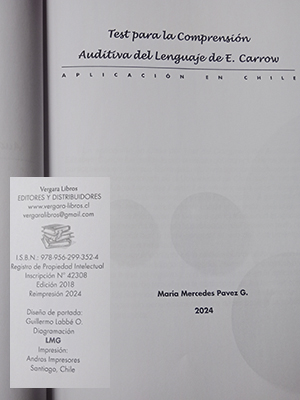 Test para la Comprensión
Auditiva del Lenguaje de E. Carrow
APLICACIÓN EN CHILE
Vergara Libros
EDITORES Y DISTRIBUIDORES
www.vergara-libros.cl
vergaralibros@gmail.com
I.S.B.N.: 978-956-299-352-4
Registro de Propiedad Intelectual
Inscripción N° 42308
Edición 2018
Reimpresión 2024
Diseño de portada:
Guillermo Labbé O.
Diagramación
LMG
Impresión:
Andros Impresores
Santiago, Chile
María Mercedes Pavez G.
2024